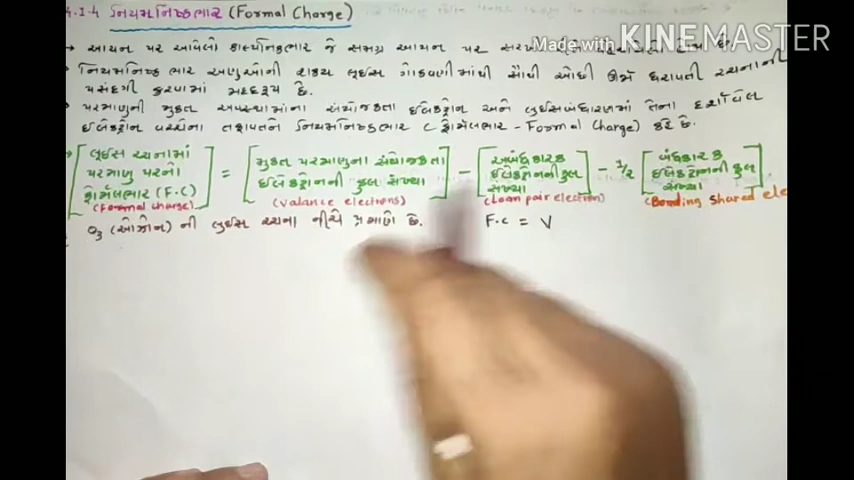 4.1.4 નિયમનિષ્ઠભાર (Formal Charge)
Made with KINEMASTER
→ આયન પર આવેલો કાલ્પનિકભાર જે સમગ્ર આયન પર
→ નિયમનિષ્ઠ ભાર અણુઓની શક્ય લૂઇસ ગોઠવણીમાંથી સૌથી ઓછી ઊર્જા ધરાવતી રચનાની
પસંદગી કરવામાં મદદરૂપ છે.
→ પરમાણુની મુક્ત અવસ્થામાંના સંયોજકતા ઇલેક્ટ્રોન અને લુઇસબંધારણમાં તેના દર્શાવેલ
ઇલેક્ટ્રોન વચ્ચેના તફાવતને નિયમનિષ્ઠભાર (ફોર્મલભાર - Formal Charge) કહે છે.
→ [લૂઇસ રચનામાં પરમાણુ પરનો ફોર્મલભાર (F.C) (Formal charge)] = [મુક્ત પરમાણુના સંયોજકતા ઇલેક્ટ્રોનની કુલ સંખ્યા] (Valance elections) - [અબંધકારક ઇલેક્ટ્રોનની કુલ સંખ્યા] (Loan pair election) - 1/2 [બંધકારક ઇલેક્ટ્રોનની કુલ સંખ્યા] (Bonding shared ele
O3 (ઓઝોન) ની લુઇસ રચના નીચે પ્રમાણે છે. F.C = V